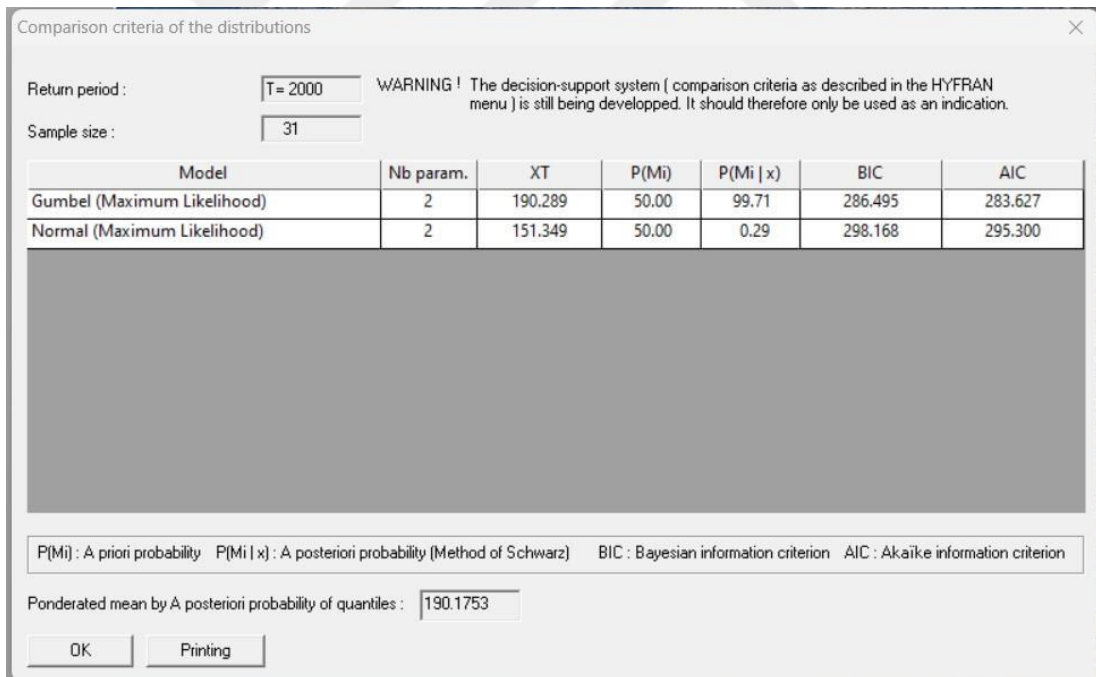 Comparison criteria of the distributions
Return period : T= 2000 WARNING ! The decision-support system ( comparison criteria as described in the HYFRAN
menu ) is still being developped. It should therefore only be used as an indication.
Sample size : 31
Model Nb param. XT P(Mi) P(Mi | x) BIC AIC
Gumbel (Maximum Likelihood) 2 190.289 50.00 99.71 286.495 283.627
Normal (Maximum Likelihood) 2 151.349 50.00 0.29 298.168 295.300
P(Mi) : A priori probability P(Mi | x) : A posteriori probability (Method of Schwarz) BIC : Bayesian information criterion AIC : Akaïke information criterion
Ponderated mean by A posteriori probability of quantiles : 190.1753
OK Printing